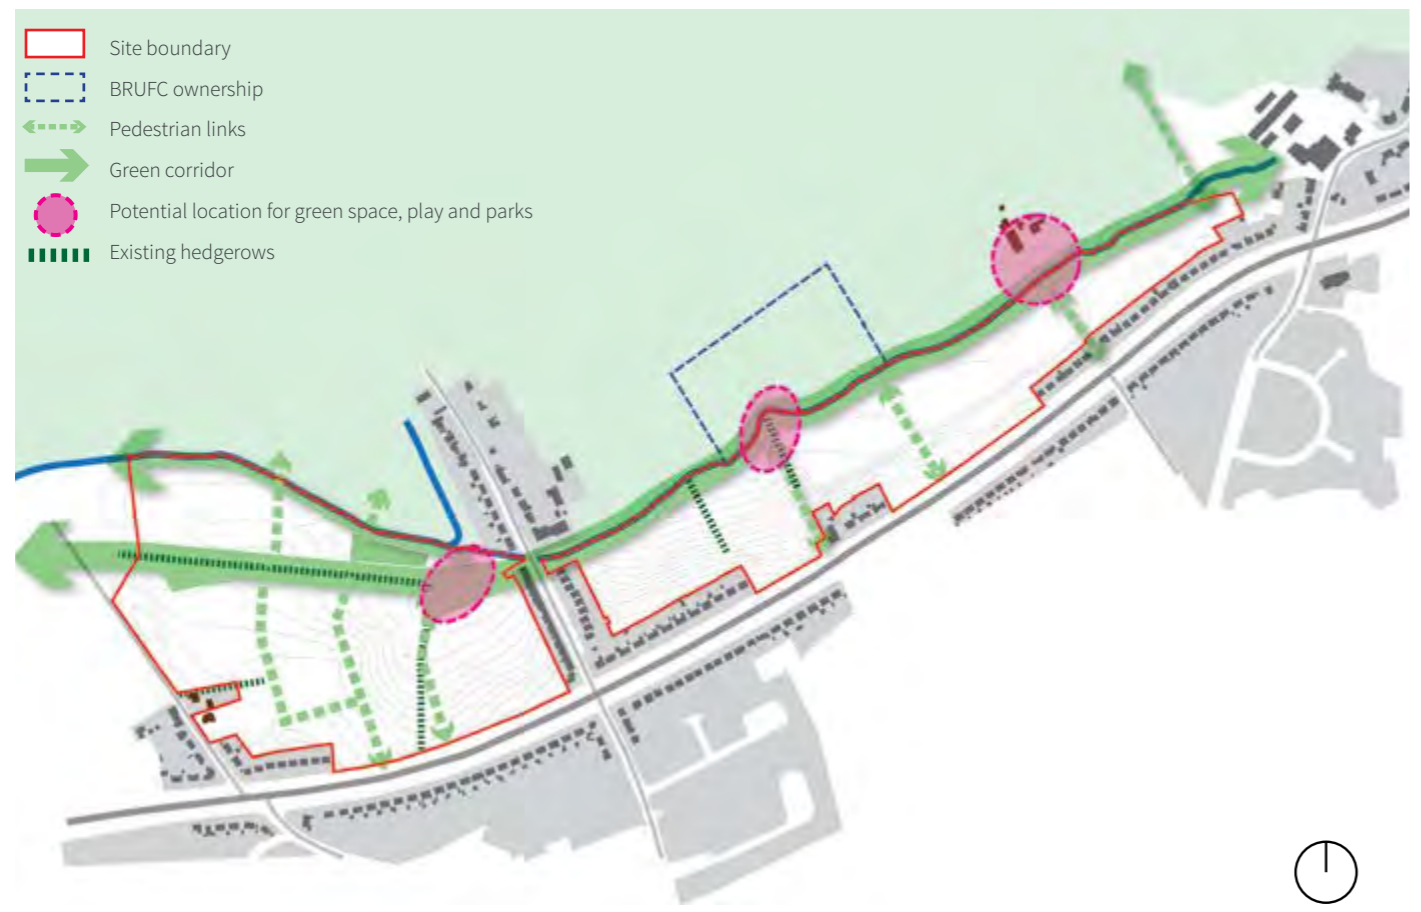 Site boundary
BRUFC ownership
Pedestrian links
Green corridor
Potential location for green space, play and parks
Existing hedgerows